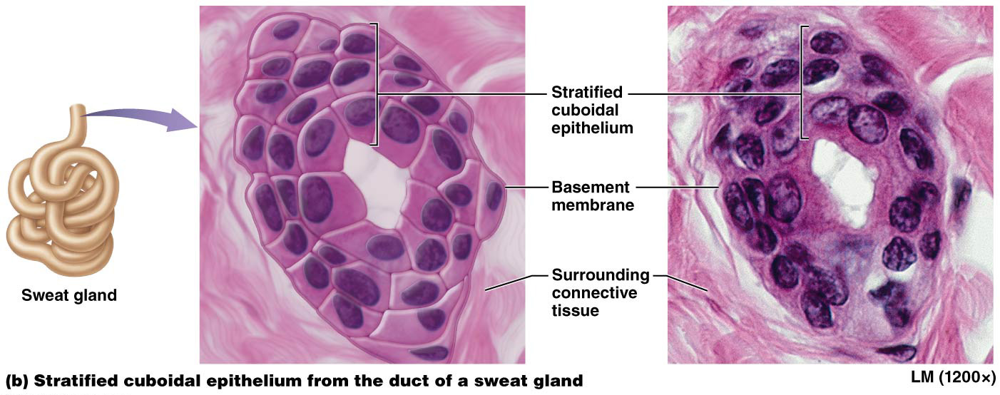 Stratified
cuboidal
epithelium
Basement
membrane
Surrounding
connective
tissue
Sweat gland
(b) Stratified cuboidal epithelium from the duct of a sweat gland
LM (1200×)